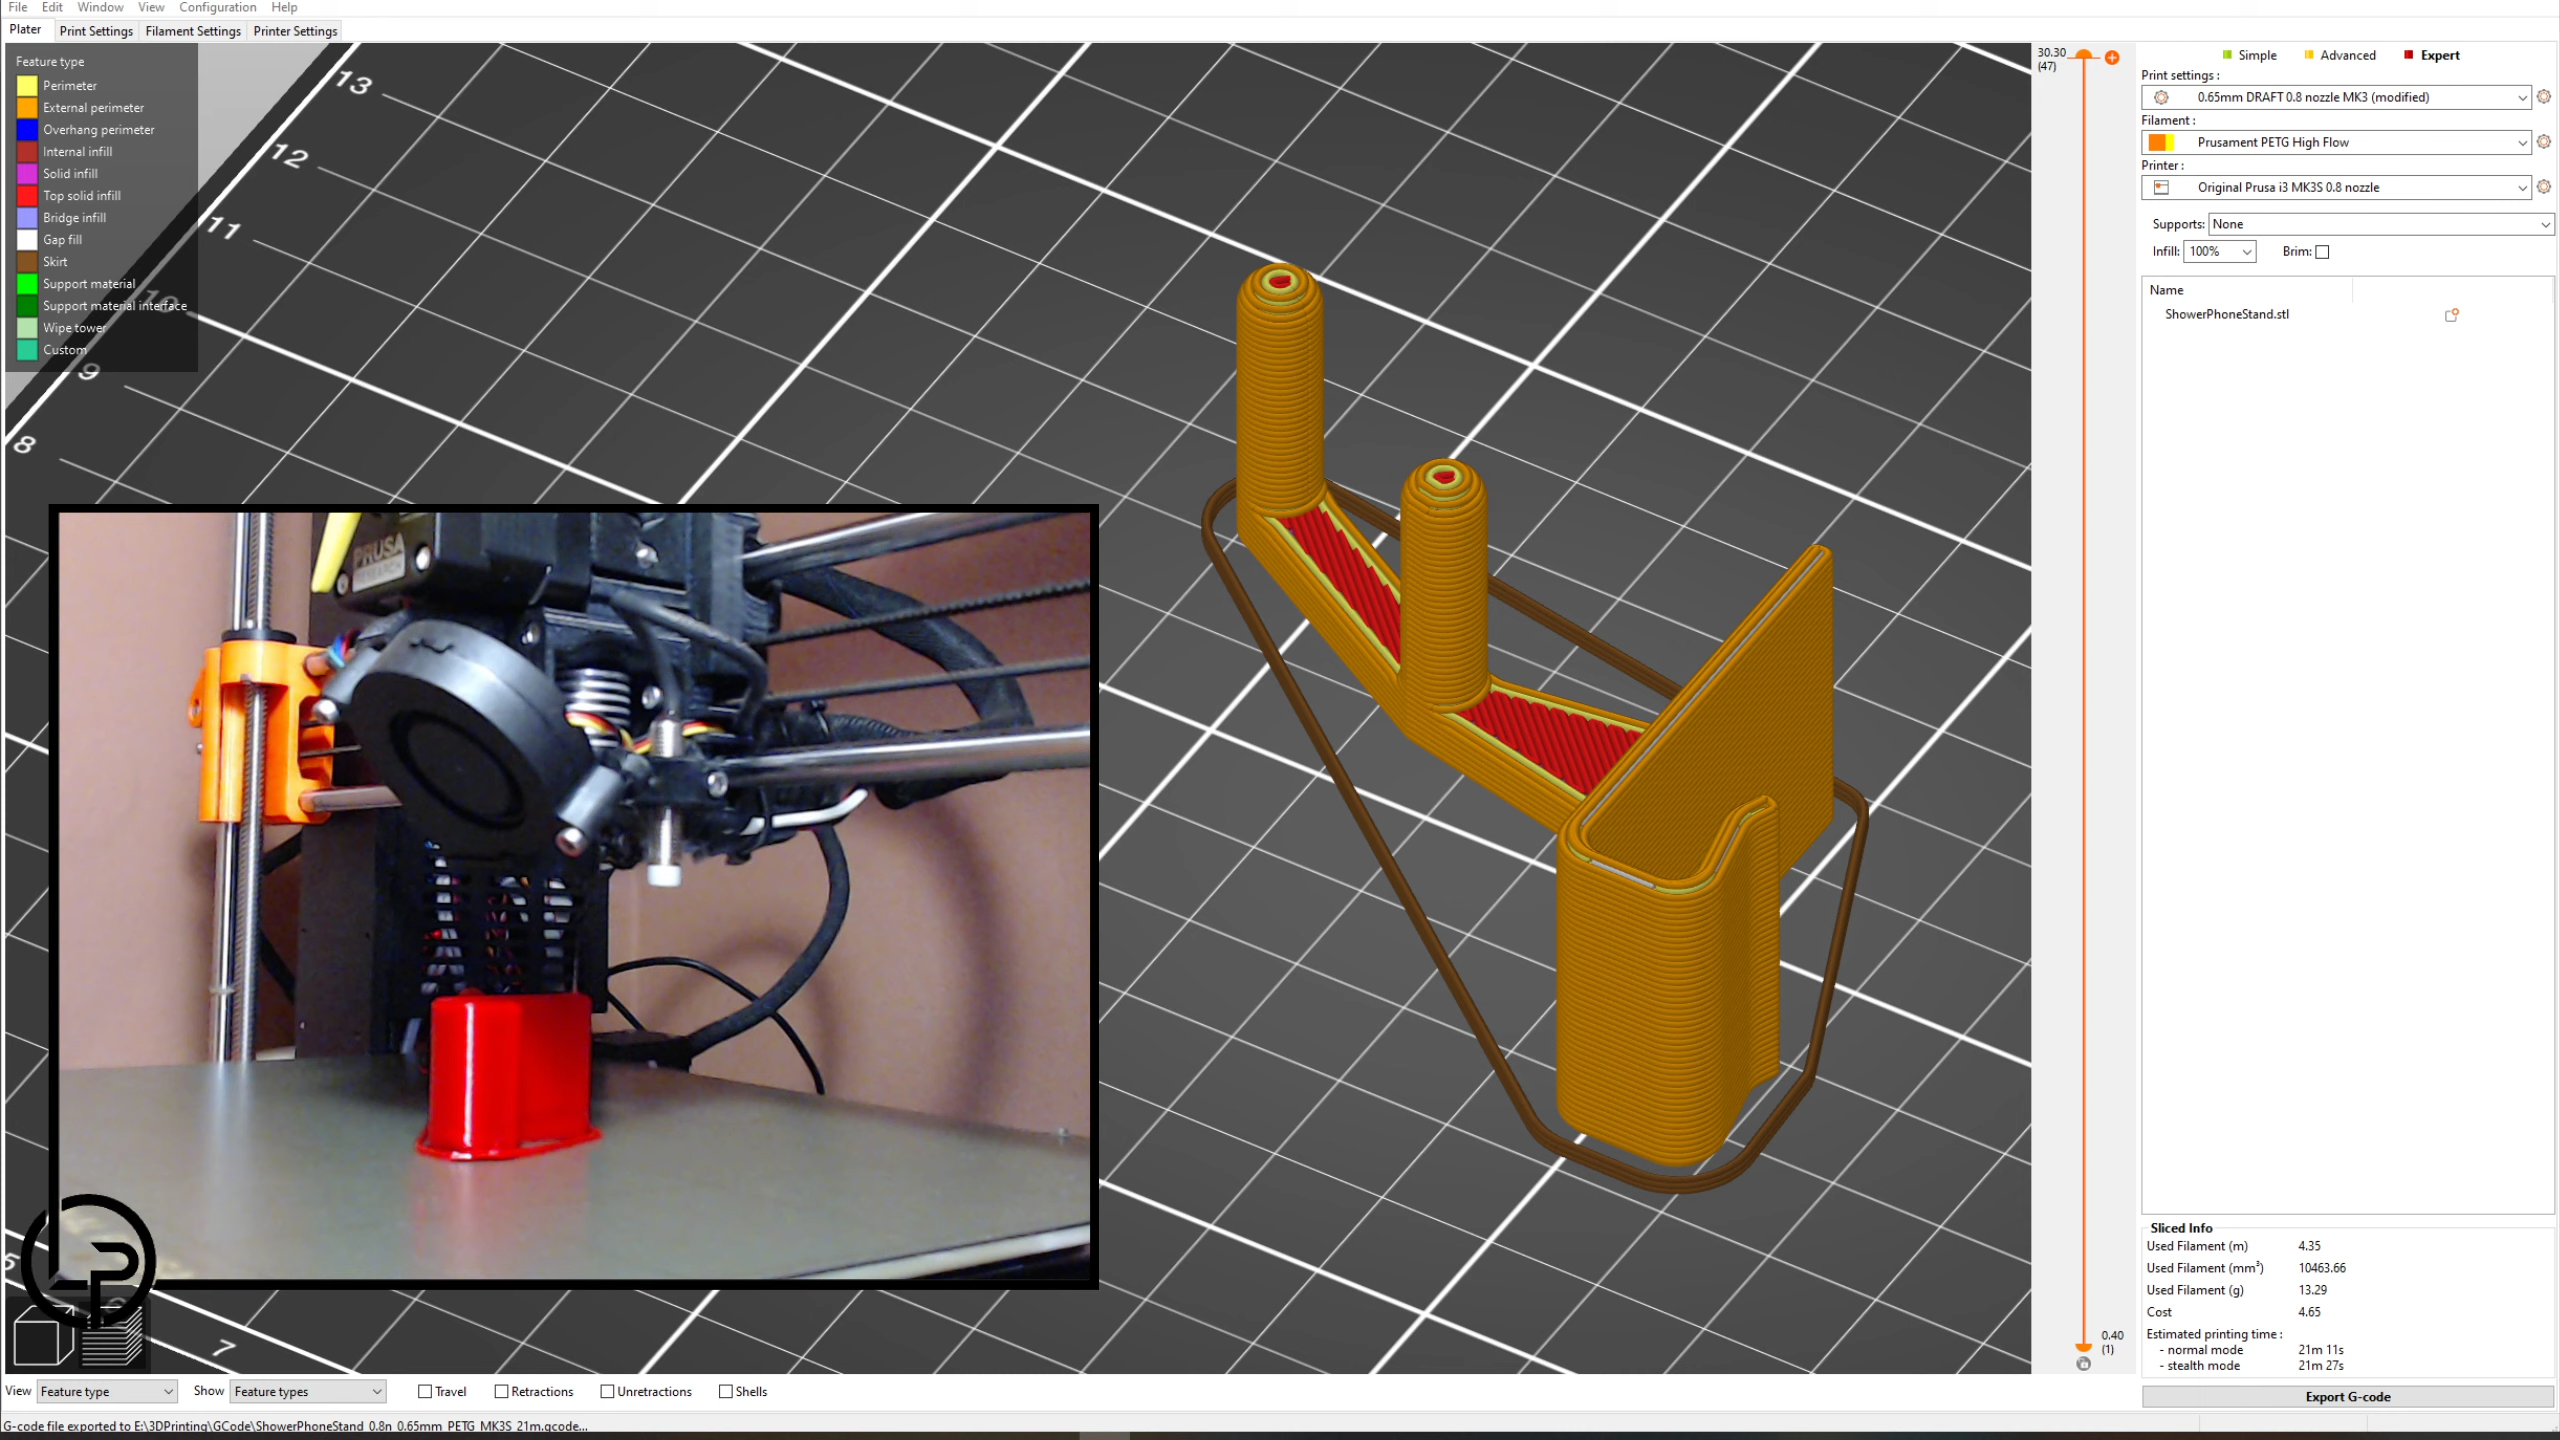 File Edit Window View Configuration Help
Plater Print Settings Filament Settings Printer Settings
Feature type
Perimeter
External perimeter
Overhang perimeter
Internal infill
Solid infill
Top solid infill
Bridge infill
Gap fill
Skirt
Support material
Support material interface
Wipe tower
Custom
13
12
11
10
9
8
7
5
PRUSA
RESEARCH
30.30
(47)
0.40
(1)
Simple Advanced Expert
Print settings :
0.65mm DRAFT 0.8 nozzle MK3 (modified)
Filament :
Prusament PETG High Flow
Printer :
Original Prusa i3 MK3S 0.8 nozzle
Supports: None
Infill: 100% Brim:
Name
ShowerPhoneStand.stl
Sliced Info
Used Filament (m) 4.35
Used Filament (mm³) 10463.66
Used Filament (g) 13.29
Cost 4.65
Estimated printing time :
- normal mode 21m 11s
- stealth mode 21m 27s
Export G-code
View Feature type Show Feature types Travel Retractions Unretractions Shells
G-code file exported to E:\3DPrinting\GCode\ShowerPhoneStand_0.8n_0.65mm_PETG_MK3S_21m.gcode...